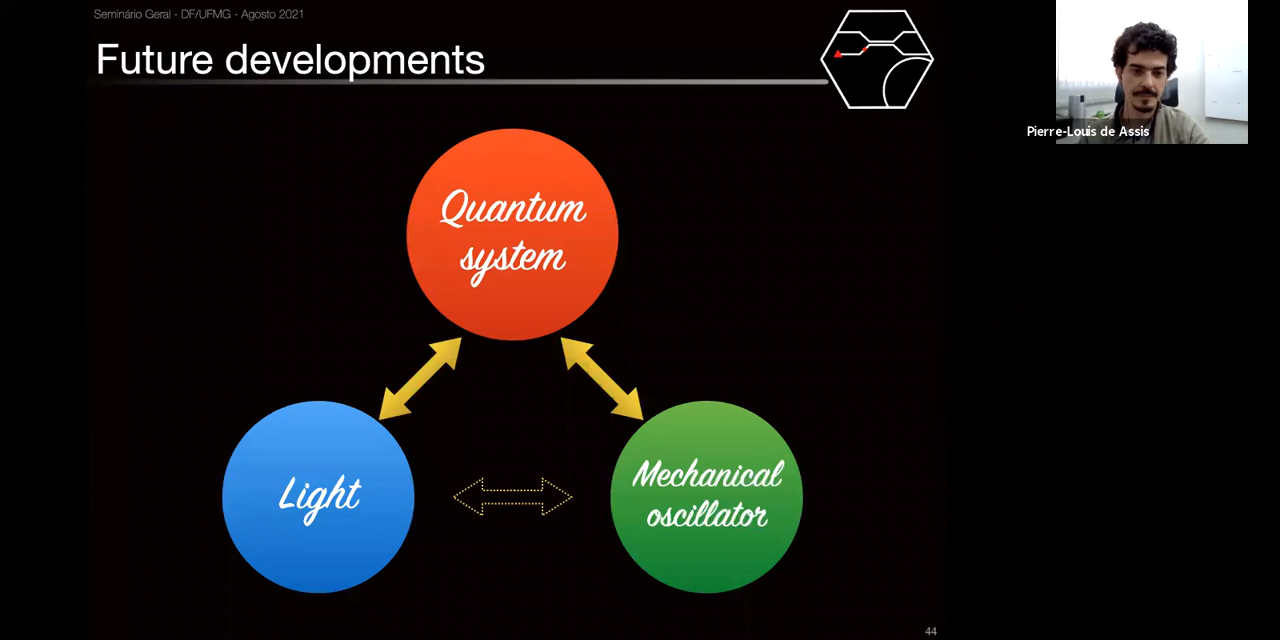 Seminário Geral - DF/UFMG - Agosto 2021
Future developments
Pierre-Louis de Assis
Quantum
system
Light
Mechanical
oscillator
44